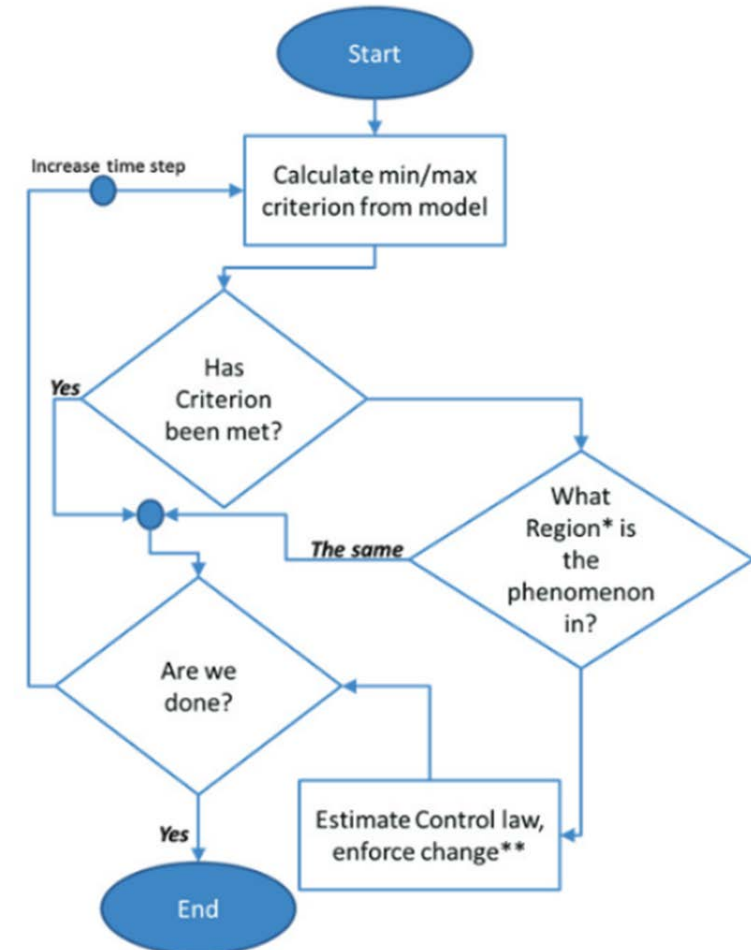 Start
Increase time step
Calculate min/max
criterion from model
Has
Criterion
been met?
Yes
What
Region* is
the
phenomenon
in?
The same
Are we
done?
Estimate Control law,
enforce change**
Yes
End